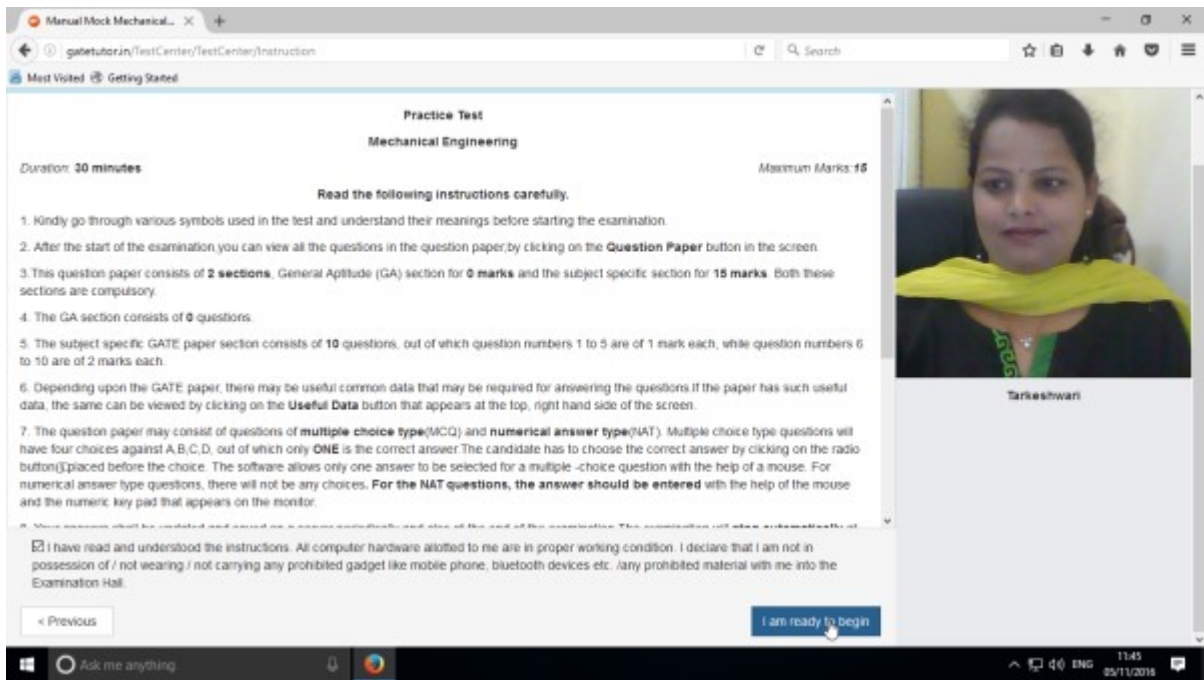 Manual Mock Mechanical...
gatetutor.in/TestCenter/TestCenter/Instruction
Search
Most Visited
Getting Started
Practice Test
Mechanical Engineering
Duration: 30 minutes
Maximum Marks:15
Read the following instructions carefully.
1. Kindly go through various symbols used in the test and understand their meanings before starting the examination.
2. After the start of the examination,you can view all the questions in the question paper,by clicking on the Question Paper button in the screen.
3.This question paper consists of 2 sections, General Aptitude (GA) section for 0 marks and the subject specific section for 15 marks. Both these
sections are compulsory.
4. The GA section consists of 0 questions.
5. The subject specific GATE paper section consists of 10 questions, out of which question numbers 1 to 5 are of 1 mark each, while question numbers 6
to 10 are of 2 marks each.
6. Depending upon the GATE paper, there may be useful common data that may be required for answering the questions.If the paper has such useful
data, the same can be viewed by clicking on the Useful Data button that appears at the top, right hand side of the screen.
7. The question paper may consist of questions of multiple choice type(MCQ) and numerical answer type(NAT). Multiple choice type questions will
have four choices against A,B,C,D, out of which only ONE is the correct answer.The candidate has to choose the correct answer by clicking on the radio
button placed before the choice. The software allows only one answer to be selected for a multiple -choice question with the help of a mouse. For
numerical answer type questions, there will not be any choices. For the NAT questions, the answer should be entered with the help of the mouse
and the numeric key pad that appears on the monitor.
I have read and understood the instructions. All computer hardware allotted to me are in proper working condition. I declare that I am not in
possession of / not wearing / not carrying any prohibited gadget like mobile phone, bluetooth devices etc. /any prohibited material with me into the
Examination Hall.
< Previous
I am ready to begin
Tarkeshwari
Ask me anything
ENG
11:45
05/11/2016